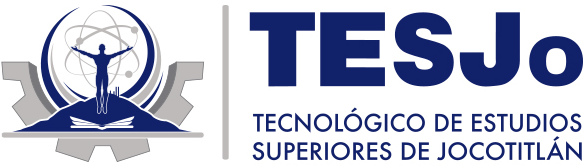 TESJo
TECNOLÓGICO DE ESTUDIOS
SUPERIORES DE JOCOTITLÁN